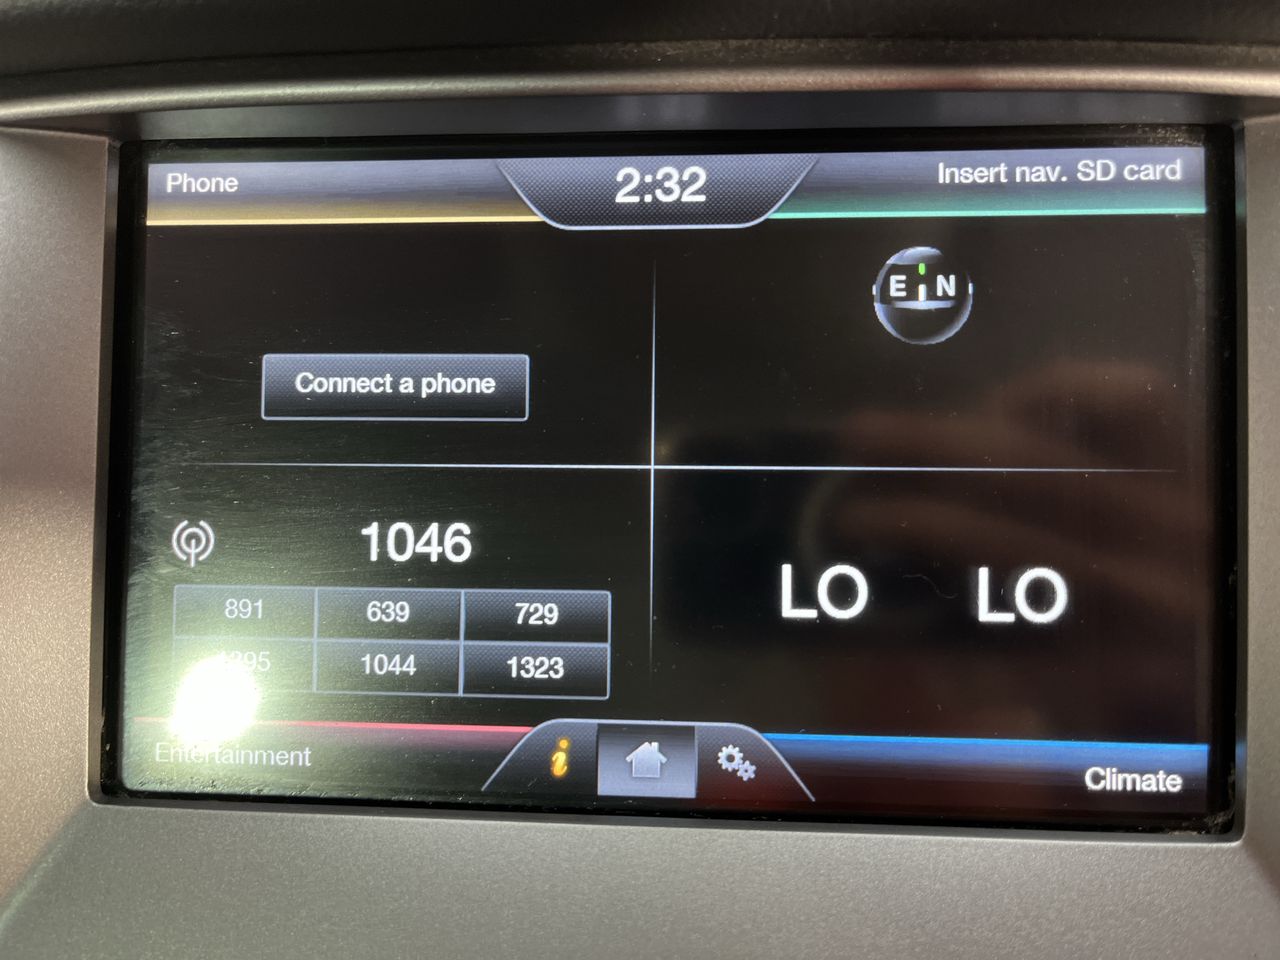 Phone
2:32
Insert nav. SD card
E N
Connect a phone
1046
891 639 729
1044 1323
LO LO
Entertainment
Climate